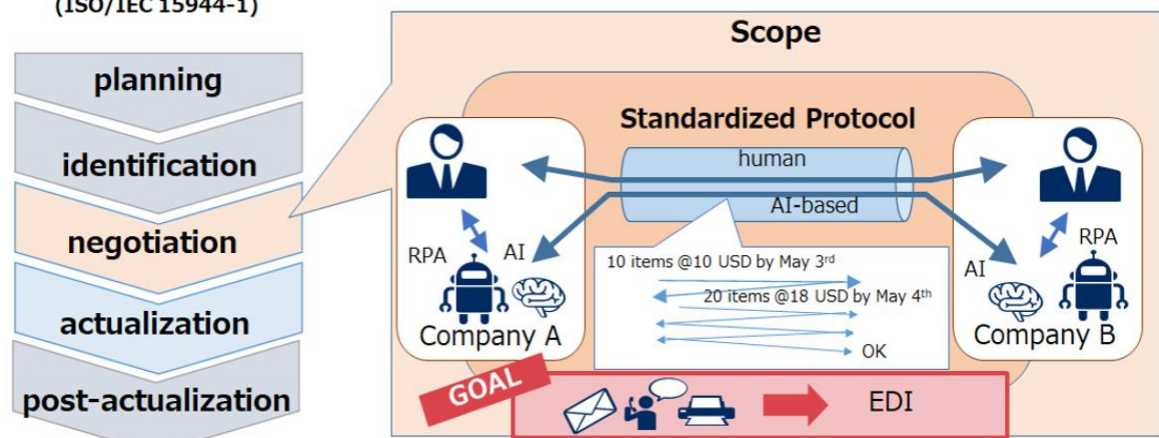 (ISO/IEC 15944-1)
planning
identification
negotiation
actualization
post-actualization
Scope
Standardized Protocol
human
AI-based
RPA
AI
Company A
10 items @10 USD by May 3rd
20 items @18 USD by May 4th
OK
RPA
AI
Company B
GOAL
EDI